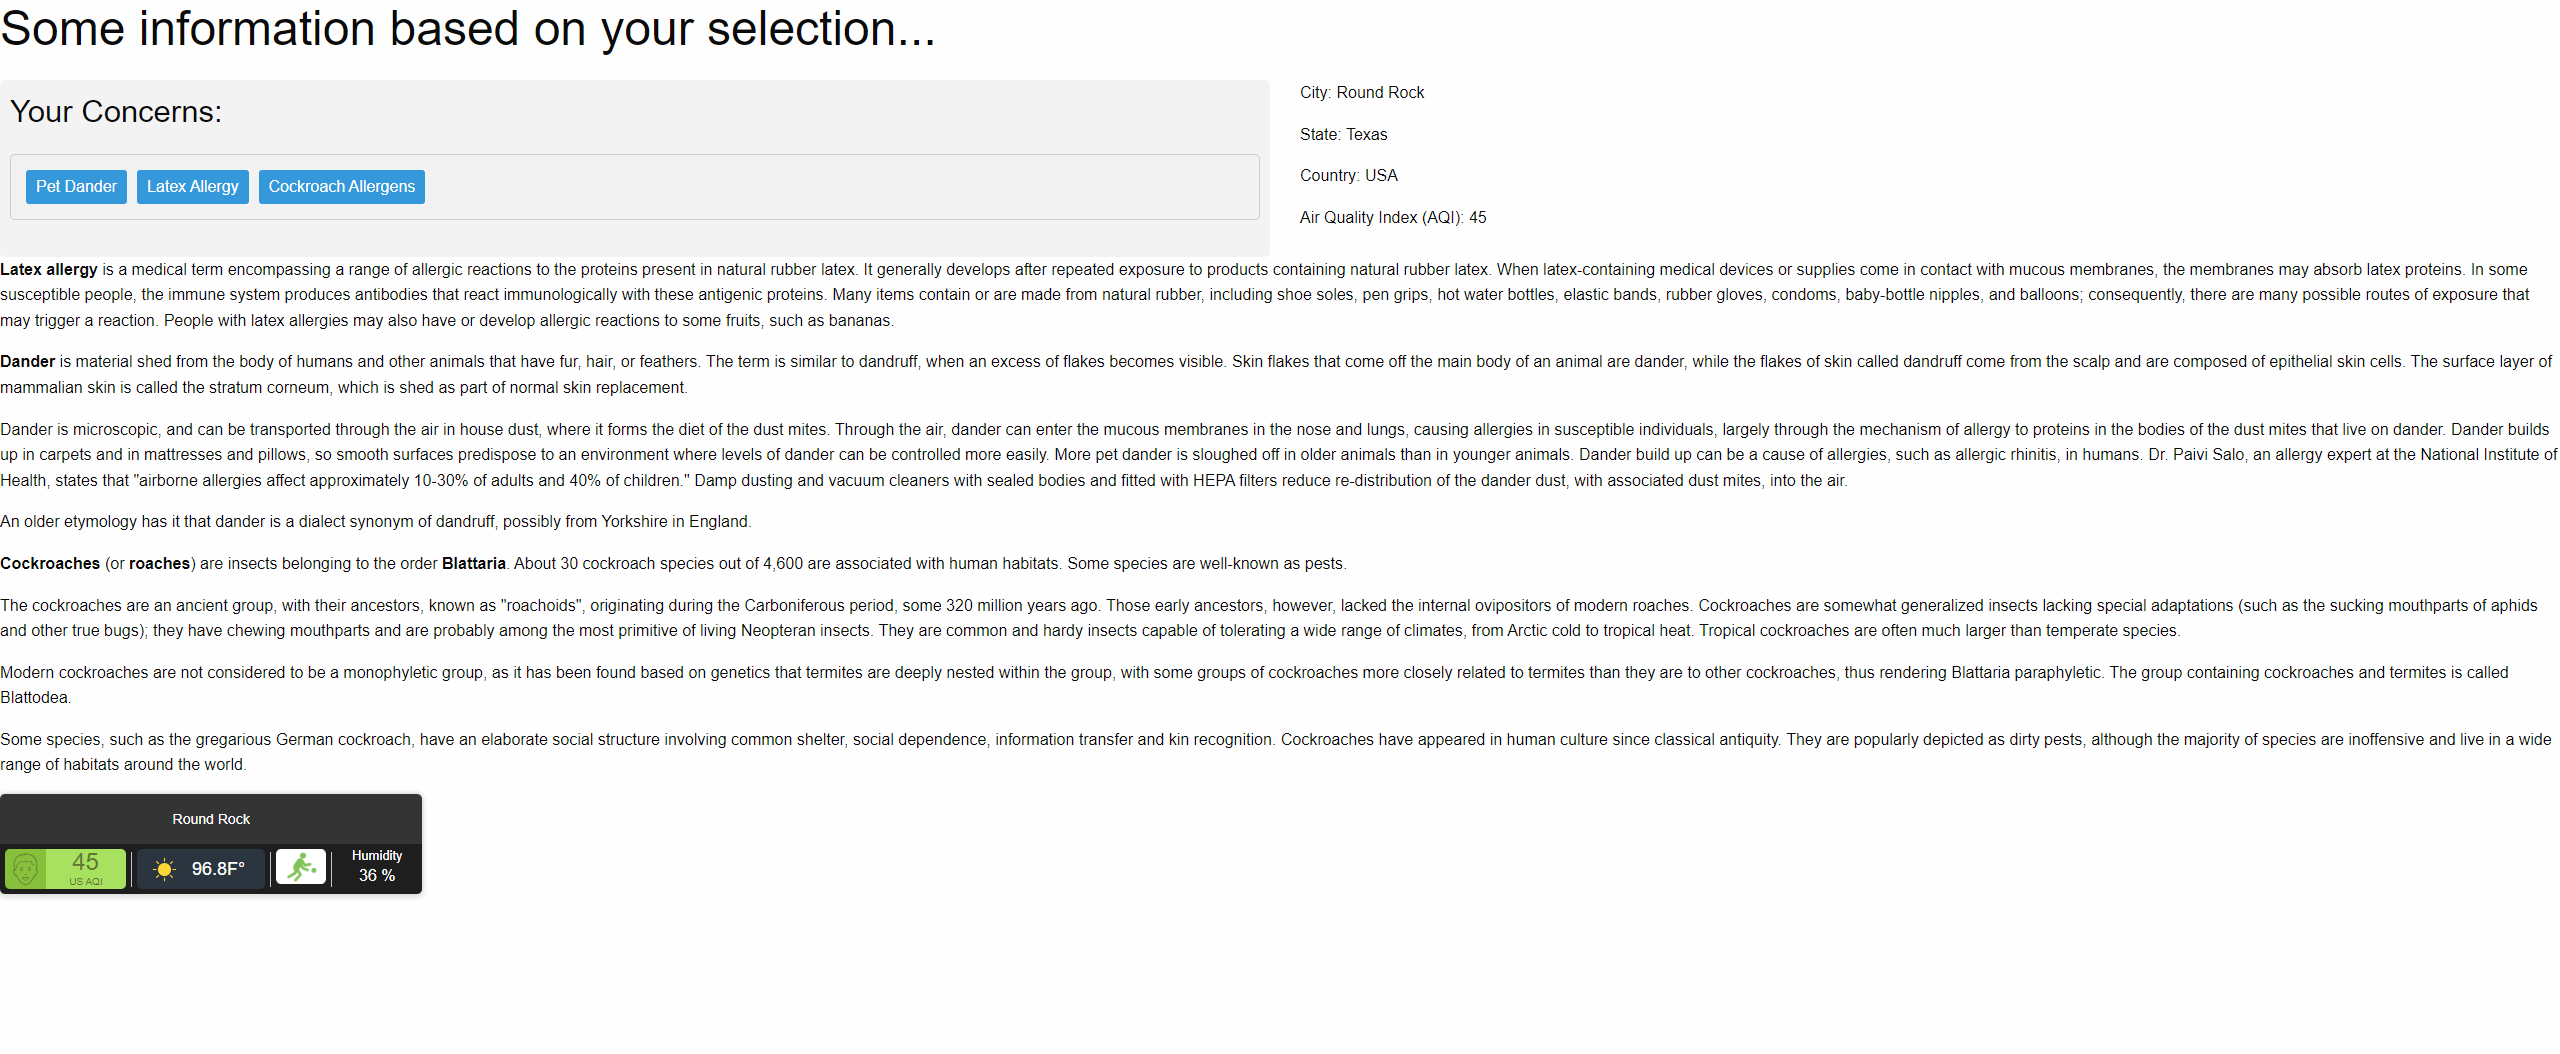 Some information based on your selection...
Your Concerns:
Pet Dander Latex Allergy Cockroach Allergens
City: Round Rock
State: Texas
Country: USA
Air Quality Index (AQI): 45
Latex allergy is a medical term encompassing a range of allergic reactions to the proteins present in natural rubber latex. It generally develops after repeated exposure to products containing natural rubber latex. When latex-containing medical devices or supplies come in contact with mucous membranes, the membranes may absorb latex proteins. In some
susceptible people, the immune system produces antibodies that react immunologically with these antigenic proteins. Many items contain or are made from natural rubber, including shoe soles, pen grips, hot water bottles, elastic bands, rubber gloves, condoms, baby-bottle nipples, and balloons; consequently, there are many possible routes of exposure that
may trigger a reaction. People with latex allergies may also have or develop allergic reactions to some fruits, such as bananas.
Dander is material shed from the body of humans and other animals that have fur, hair, or feathers. The term is similar to dandruff, when an excess of flakes becomes visible. Skin flakes that come off the main body of an animal are dander, while the flakes of skin called dandruff come from the scalp and are composed of epithelial skin cells. The surface layer of
mammalian skin is called the stratum corneum, which is shed as part of normal skin replacement.
Dander is microscopic, and can be transported through the air in house dust, where it forms the diet of the dust mites. Through the air, dander can enter the mucous membranes in the nose and lungs, causing allergies in susceptible individuals, largely through the mechanism of allergy to proteins in the bodies of the dust mites that live on dander. Dander builds
up in carpets and in mattresses and pillows, so smooth surfaces predispose to an environment where levels of dander can be controlled more easily. More pet dander is sloughed off in older animals than in younger animals. Dander build up can be a cause of allergies, such as allergic rhinitis, in humans. Dr. Paivi Salo, an allergy expert at the National Institute of
Health, states that "airborne allergies affect approximately 10-30% of adults and 40% of children." Damp dusting and vacuum cleaners with sealed bodies and fitted with HEPA filters reduce re-distribution of the dander dust, with associated dust mites, into the air.
An older etymology has it that dander is a dialect synonym of dandruff, possibly from Yorkshire in England.
Cockroaches (or roaches) are insects belonging to the order Blattaria. About 30 cockroach species out of 4,600 are associated with human habitats. Some species are well-known as pests.
The cockroaches are an ancient group, with their ancestors, known as "roachoids", originating during the Carboniferous period, some 320 million years ago. Those early ancestors, however, lacked the internal ovipositors of modern roaches. Cockroaches are somewhat generalized insects lacking special adaptations (such as the sucking mouthparts of aphids
and other true bugs); they have chewing mouthparts and are probably among the most primitive of living Neopteran insects. They are common and hardy insects capable of tolerating a wide range of climates, from Arctic cold to tropical heat. Tropical cockroaches are often much larger than temperate species.
Modern cockroaches are not considered to be a monophyletic group, as it has been found based on genetics that termites are deeply nested within the group, with some groups of cockroaches more closely related to termites than they are to other cockroaches, thus rendering Blattaria paraphyletic. The group containing cockroaches and termites is called
Blattodea.
Some species, such as the gregarious German cockroach, have an elaborate social structure involving common shelter, social dependence, information transfer and kin recognition. Cockroaches have appeared in human culture since classical antiquity. They are popularly depicted as dirty pests, although the majority of species are inoffensive and live in a wide
range of habitats around the world.
Round Rock
45
US AQI
96.8F°
Humidity
36 %